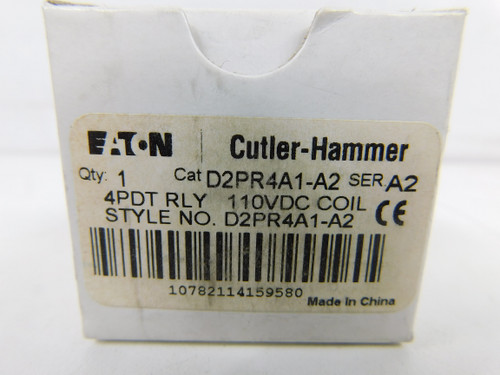 EATON Cutler-Hammer
Qty: 1 Cat D2PR4A1-A2 SER. A2
4PDT RLY 110VDC COIL
STYLE NO. D2PR4A1-A2 CE
10782114159580
Made In China